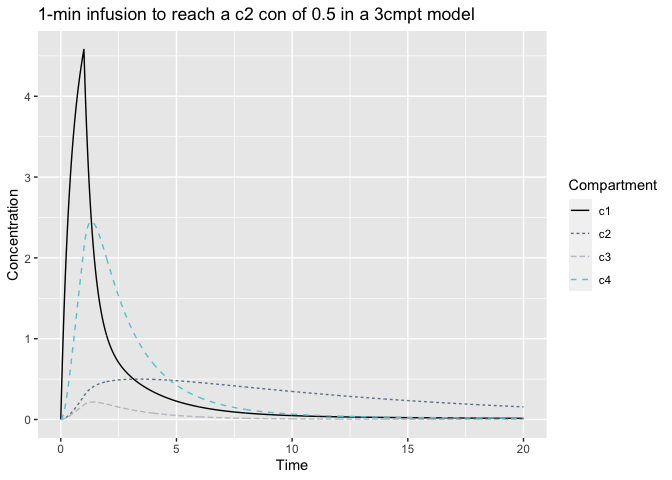 1-min infusion to reach a c2 con of 0.5 in a 3cmpt model
4
3
2
1
0
Concentration
0 5 10 15 20
Time
Compartment
c1
c2
c3
c4